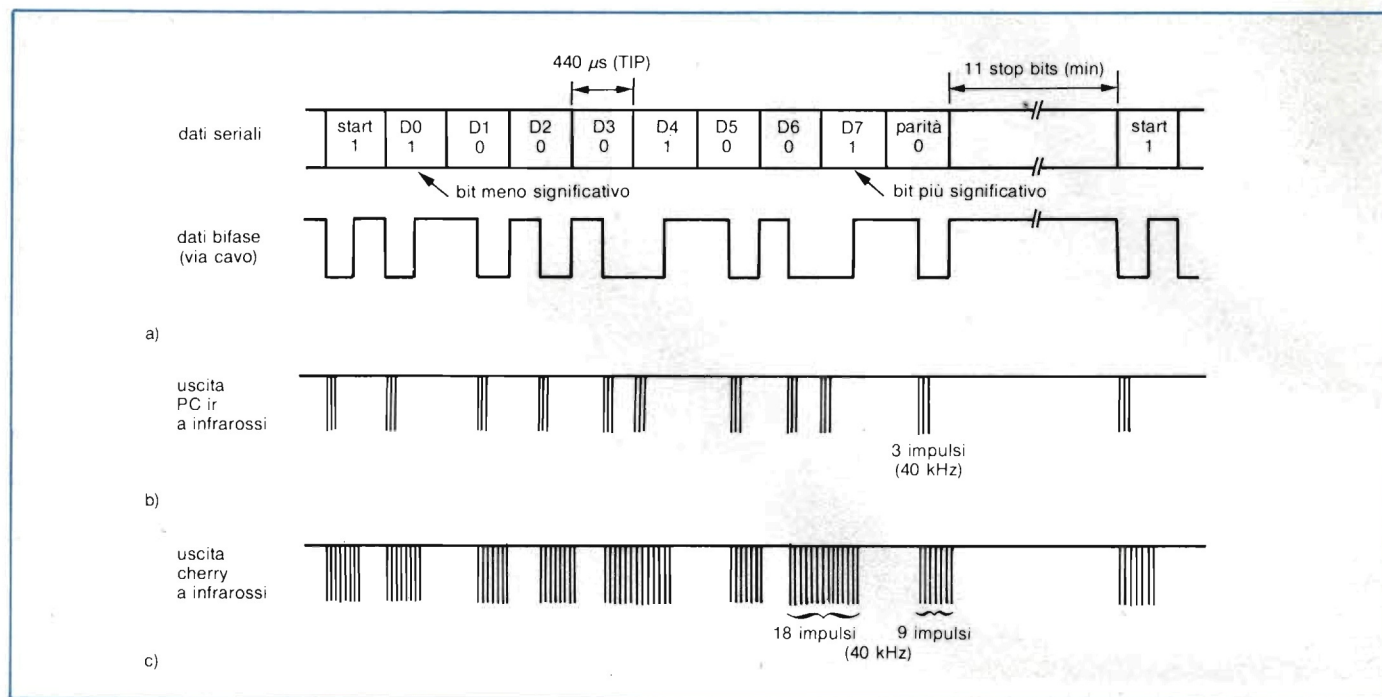 440 µs (TIP)
11 stop bits (min)
dati seriali
start D0 D1 D2 D3 D4 D5 D6 D7 parità start
1 1 0 0 0 1 0 0 1 0 1
bit meno significativo
bit più significativo
dati bifase
(via cavo)
a)
uscita
PC ir
a infrarossi
3 impulsi
(40 kHz)
b)
uscita
cherry
a infrarossi
18 impulsi 9 impulsi
(40 kHz)
c)